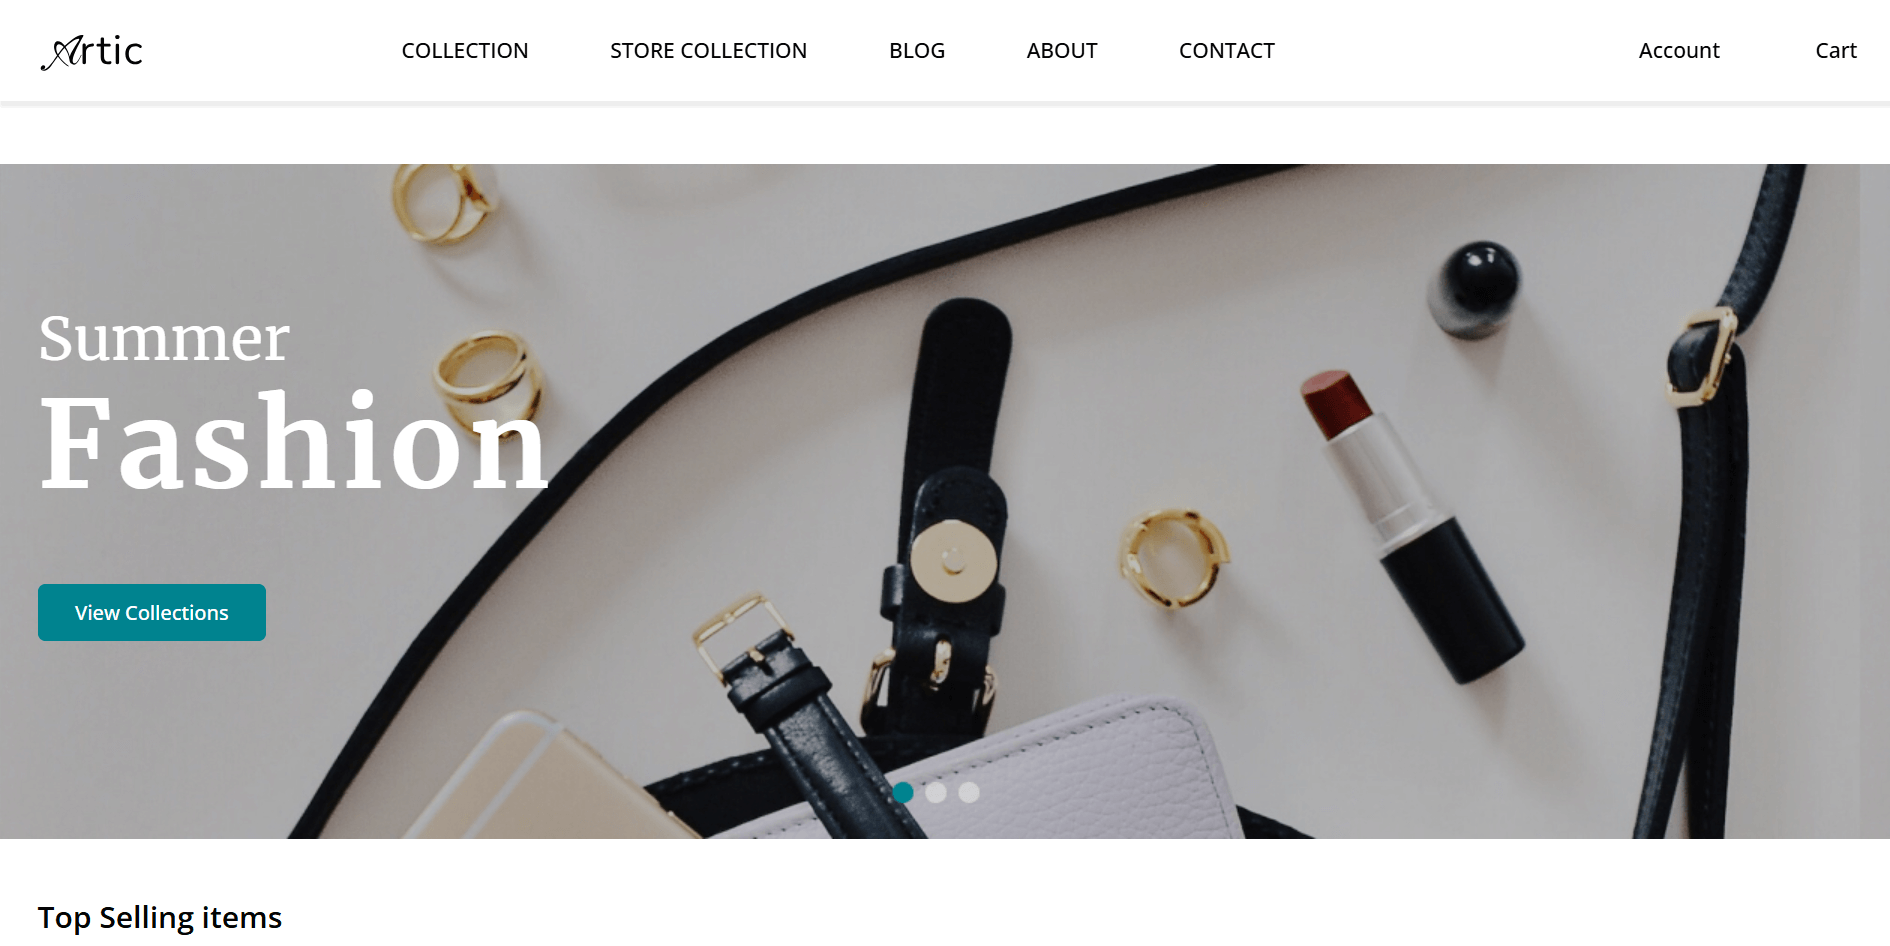 Artic
COLLECTION STORE COLLECTION BLOG ABOUT CONTACT Account Cart
Summer
Fashion
View Collections
Top Selling items